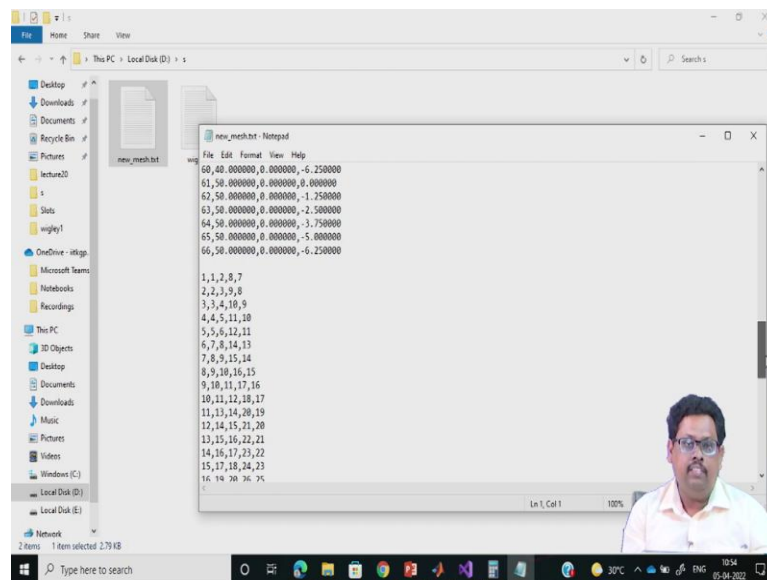 File Home Share View
This PC > Local Disk (D:) > s
Search s
Desktop
Downloads
Documents
Recycle Bin
Pictures
lecture20
s
Slots
wigley1
OneDrive - iitkgp.
Microsoft Teams
Notebooks
Recordings
This PC
3D Objects
Desktop
Documents
Downloads
Music
Pictures
Videos
Windows (C:)
Local Disk (D:)
Local Disk (E:)
Network
2 items 1 item selected 2.79 KB
new_mesh.txt
wig
new_mesh.txt - Notepad
File Edit Format View Help
60,40.000000,0.000000,-6.250000
61,50.000000,0.000000,0.000000
62,50.000000,0.000000,-1.250000
63,50.000000,0.000000,-2.500000
64,50.000000,0.000000,-3.750000
65,50.000000,0.000000,-5.000000
66,50.000000,0.000000,-6.250000
1,1,2,8,7
2,2,3,9,8
3,3,4,10,9
4,4,5,11,10
5,5,6,12,11
6,7,8,14,13
7,8,9,15,14
8,9,10,16,15
9,10,11,17,16
10,11,12,18,17
11,13,14,20,19
12,14,15,21,20
13,15,16,22,21
14,16,17,23,22
15,17,18,24,23
16,19,20,26,25
Ln 1, Col 1 100%
Type here to search
30°C ENG 10:54
05-04-2022